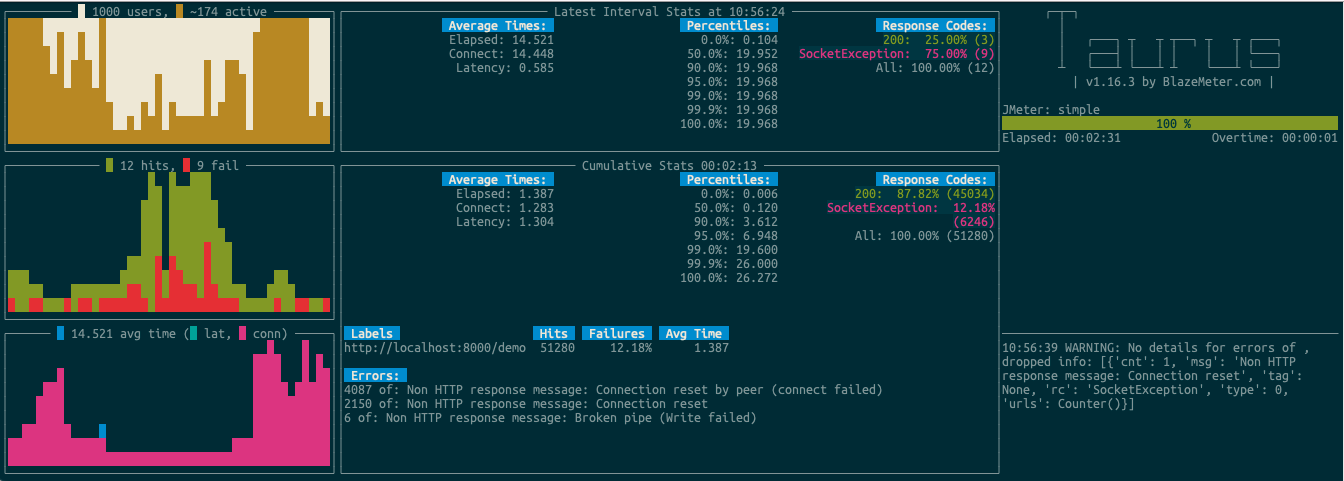 1000 users, ~174 active
12 hits, 9 fail
14.521 avg time ( lat, conn)
Latest Interval Stats at 10:56:24
Average Times: Percentiles: Response Codes:
Elapsed: 14.521 0.0%: 0.104 200: 25.00% (3)
Connect: 14.448 50.0%: 19.952 SocketException: 75.00% (9)
Latency: 0.585 90.0%: 19.968 All: 100.00% (12)
95.0%: 19.968
99.0%: 19.968
99.9%: 19.968
100.0%: 19.968
Cumulative Stats 00:02:13
Average Times: Percentiles: Response Codes:
Elapsed: 1.387 0.0%: 0.006 200: 87.82% (45034)
Connect: 1.283 50.0%: 0.120 SocketException: 12.18%
Latency: 1.304 90.0%: 3.612 (6246)
95.0%: 6.948 All: 100.00% (51280)
99.0%: 19.600
99.9%: 26.000
100.0%: 26.272
Labels Hits Failures Avg Time
http://localhost:8000/demo 51280 12.18% 1.387
Errors:
4087 of: Non HTTP response message: Connection reset by peer (connect failed)
2150 of: Non HTTP response message: Connection reset
6 of: Non HTTP response message: Broken pipe (Write failed)
Taurus
| v1.16.3 by BlazeMeter.com |
JMeter: simple
100 %
Elapsed: 00:02:31 Overtime: 00:00:01
10:56:39 WARNING: No details for errors of ,
dropped info: [{'cnt': 1, 'msg': 'Non HTTP
response message: Connection reset', 'tag':
None, 'rc': 'SocketException', 'type': 0,
'urls': Counter()}]